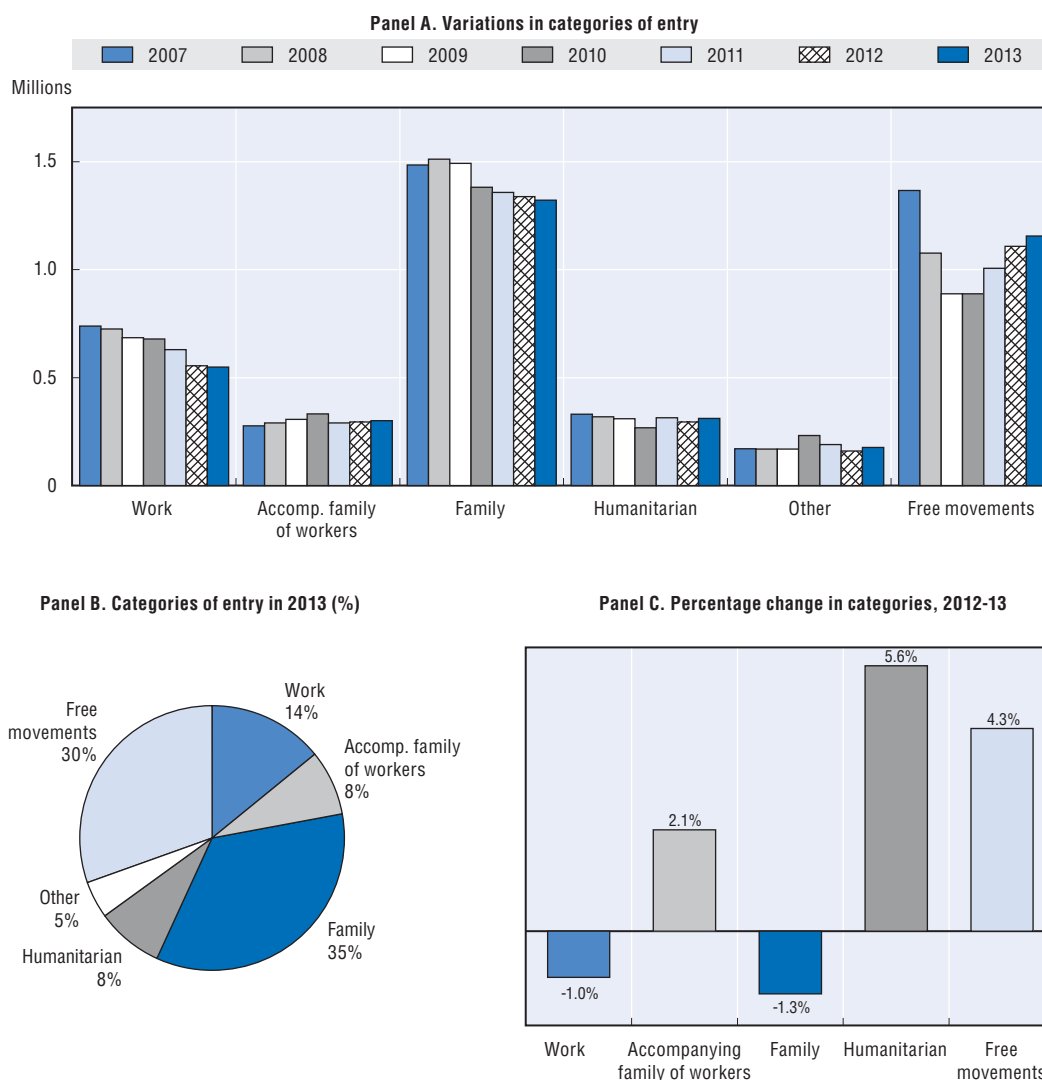 Panel A. Variations in categories of entry
2007 2008 2009 2010 2011 2012 2013
Millions
1.5
1.0
0.5
0
Work Accomp. family Family Humanitarian Other Free movements
of workers
Panel B. Categories of entry in 2013 (%)
Work
14%
Free
movements
30%
Accomp. family
of workers
8%
Other
5%
Humanitarian
8%
Family
35%
Panel C. Percentage change in categories, 2012-13
5.6%
4.3%
2.1%
-1.0%
-1.3%
Work Accompanying Family Humanitarian Free
family of workers movements